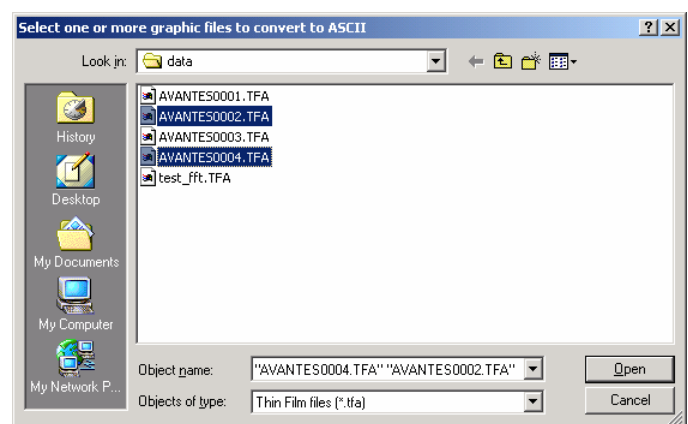 Select one or more graphic files to convert to ASCII
Look in: data
AVANTES0001.TFA
AVANTES0002.TFA
AVANTES0003.TFA
AVANTES0004.TFA
test_fft.TFA
History
Desktop
My Documents
My Computer
My Network P...
Object name: "AVANTES0004.TFA" "AVANTES0002.TFA"
Open
Objects of type: Thin Film files (*.tfa)
Cancel